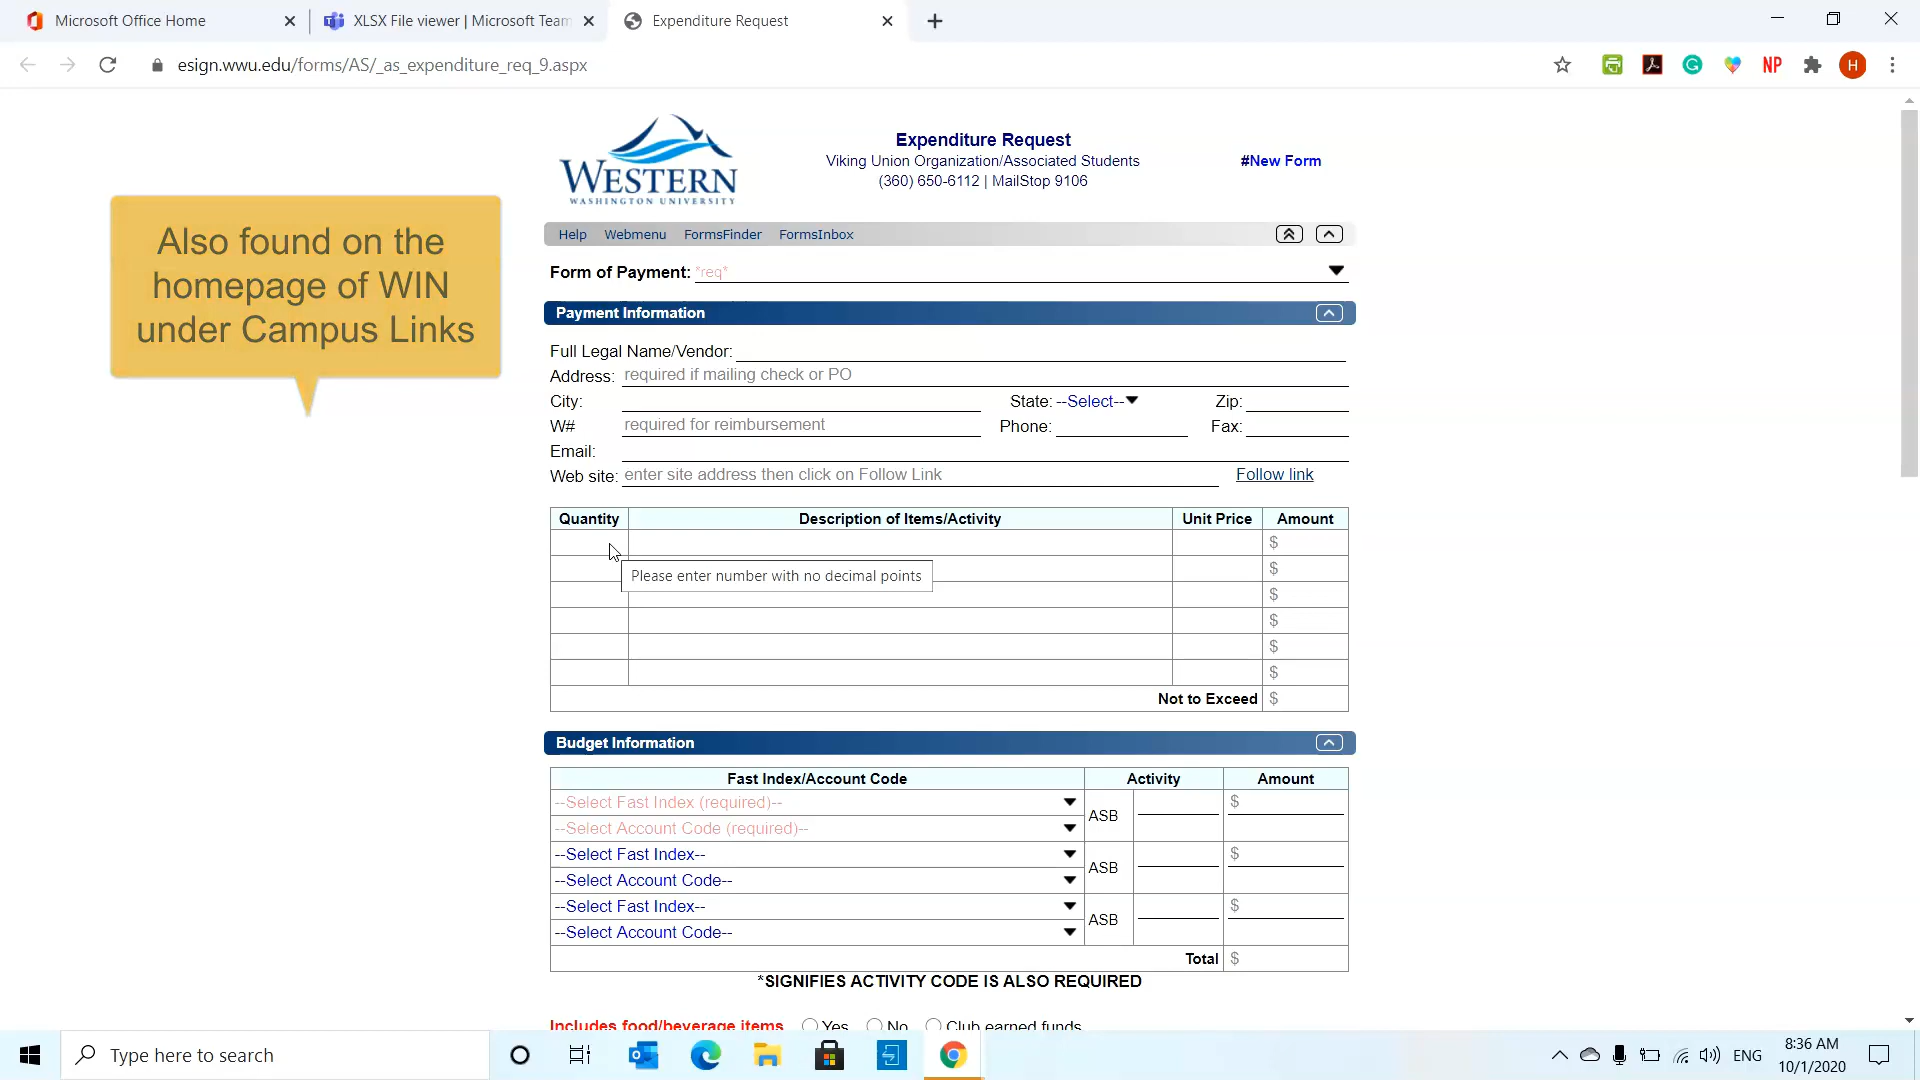 Microsoft Office Home
XLSX File viewer | Microsoft Team
Expenditure Request
esign.wwu.edu/forms/AS/_as_expenditure_req_9.aspx
NP
H
Also found on the
homepage of WIN
under Campus Links
WESTERN
WASHINGTON UNIVERSITY
Expenditure Request
Viking Union Organization/Associated Students
(360) 650-6112 | MailStop 9106
#New Form
Help Webmenu FormsFinder FormsInbox
Form of Payment: *req*
Payment Information
Full Legal Name/Vendor:
Address: required if mailing check or PO
City: State: --Select-- Zip:
W# required for reimbursement Phone: Fax:
Email:
Web site: enter site address then click on Follow Link Follow link
Quantity Description of Items/Activity Unit Price Amount
$
Please enter number with no decimal points
$
$
$
$
$
Not to Exceed $
Budget Information
Fast Index/Account Code Activity Amount
--Select Fast Index (required)-- ASB $
--Select Account Code (required)--
--Select Fast Index-- ASB $
--Select Account Code--
--Select Fast Index-- ASB $
--Select Account Code--
Total $
*SIGNIFIES ACTIVITY CODE IS ALSO REQUIRED
Includes food/beverage items Yes No Club earned funds
Type here to search
ENG
8:36 AM
10/1/2020